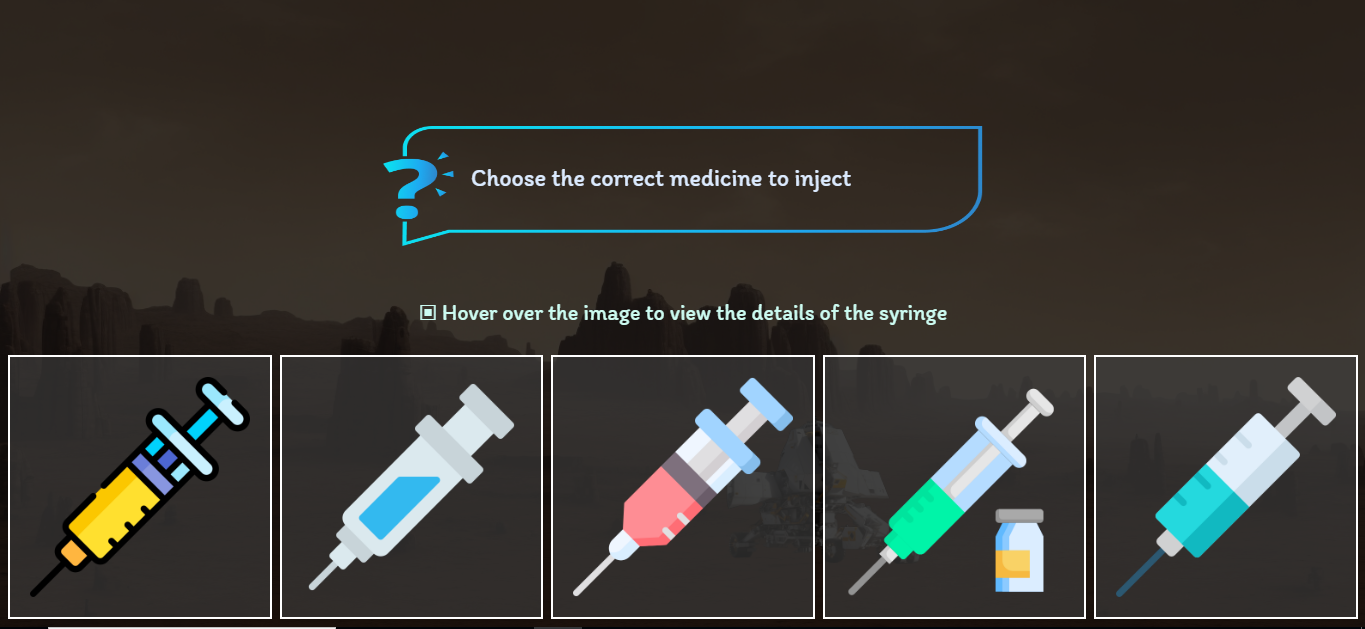 Choose the correct medicine to inject
▣ Hover over the image to view the details of the syringe